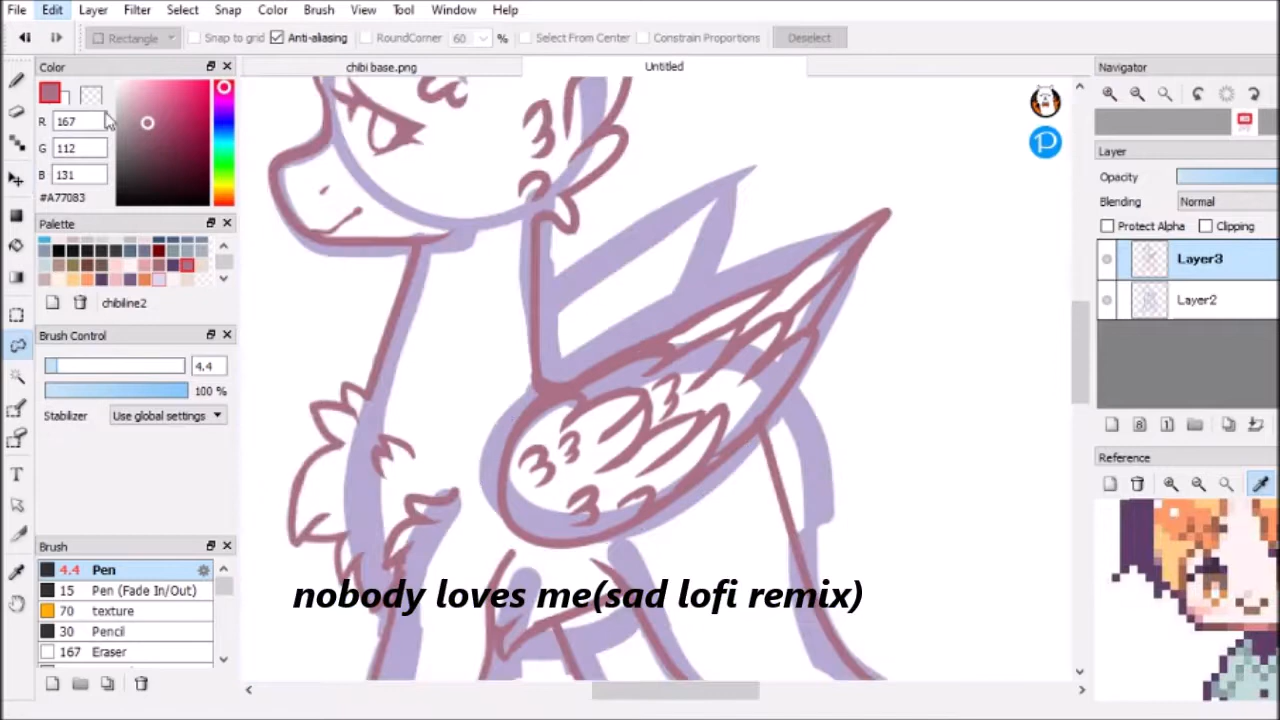 File Edit Layer Filter Select Snap Color Brush View Tool Window Help
Rectangle Snap to grid Anti-aliasing RoundCorner 60 % Select From Center Constrain Proportions Deselect
Color chibi base.png Untitled Navigator
R 167
G 112
B 131
#A77083
Layer
Opacity
Blending Normal
Protect Alpha Clipping
Layer3
Layer2
Palette
chibiline2
Brush Control
4.4
100 %
Stabilizer Use global settings
Reference
Brush
4.4 Pen
15 Pen (Fade In/Out)
70 texture
30 Pencil
167 Eraser
T
P
8 1
nobody loves me(sad lofi remix)